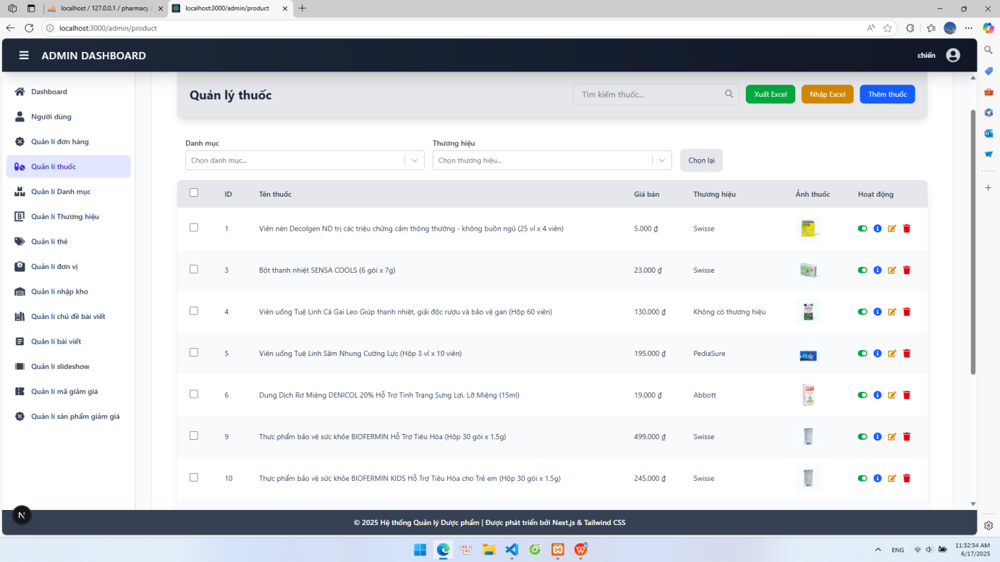 localhost / 127.0.0.1 / pharmacy /
localhost:3000/admin/product
localhost:3000/admin/product
ADMIN DASHBOARD
chiến
Dashboard
Người dùng
Quản lí đơn hàng
Quản lí thuốc
Quản lí Danh mục
Quản lí Thương hiệu
Quản lí thẻ
Quản lí đơn vị
Quản lí nhập kho
Quản lí chủ đề bài viết
Quản lí bài viết
Quản lí slideshow
Quản lí mã giảm giá
Quản lí sản phẩm giảm giá
Quản lý thuốc
Tìm kiếm thuốc...
Xuất Excel
Nhập Excel
Thêm thuốc
Danh mục
Thương hiệu
Chọn danh mục...
Chọn thương hiệu...
Chọn lại
ID Tên thuốc Giá bán Thương hiệu Ảnh thuốc Hoạt động
1 Viên nén Decolgen ND trị các triệu chứng cảm thông thường - không buồn ngủ (25 vỉ x 4 viên) 5.000 ₫ Swisse
3 Bột thanh nhiệt SENSA COOLS (6 gói x 7g) 23.000 ₫ Swisse
4 Viên uống Tuệ Linh Cà Gai Leo Giúp thanh nhiệt, giải độc rượu và bảo vệ gan (Hộp 60 viên) 130.000 ₫ Không có thương hiệu
5 Viên uống Tuệ Linh Sâm Nhung Cường Lực (Hộp 3 vỉ x 10 viên) 195.000 ₫ PediaSure
6 Dung Dịch Rơ Miệng DENICOL 20% Hỗ Trợ Tình Trạng Sưng Lợi, Lỡ Miệng (15ml) 19.000 ₫ Abbott
9 Thực phẩm bảo vệ sức khỏe BIOFERMIN Hỗ Trợ Tiêu Hóa (Hộp 30 gói x 1.5g) 499.000 ₫ Swisse
10 Thực phẩm bảo vệ sức khỏe BIOFERMIN KIDS Hỗ Trợ Tiêu Hóa cho Trẻ em (Hộp 30 gói x 1.5g) 245.000 ₫ Swisse
N
© 2025 Hệ thống Quản lý Dược phẩm | Được phát triển bởi Next.js & Tailwind CSS
ENG
11:32:34 AM
6/17/2025